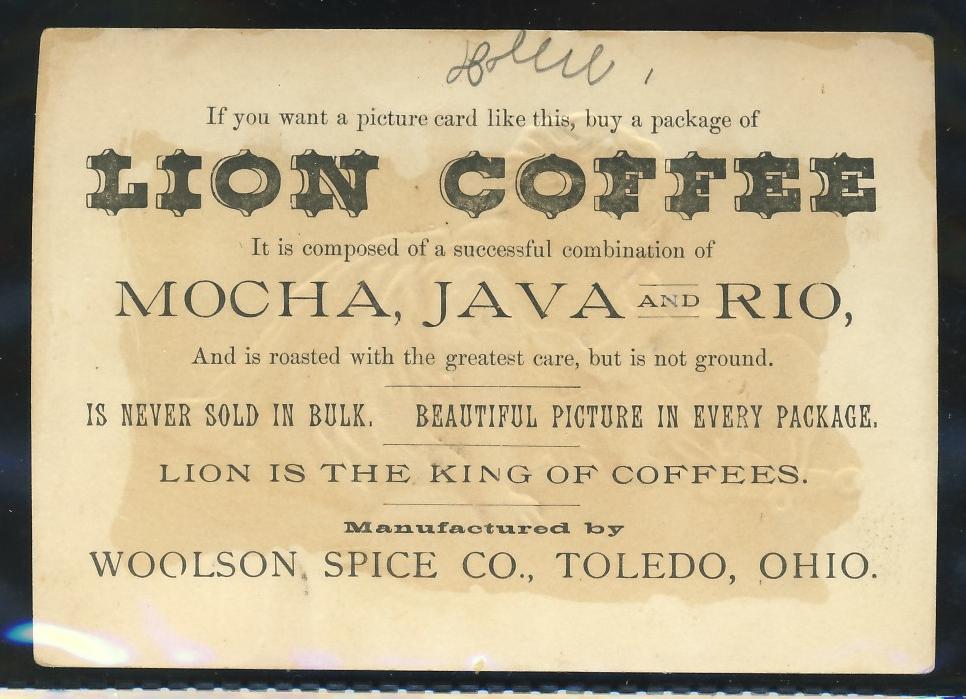 If you want a picture card like this, buy a package of
LION COFFEE
It is composed of a successful combination of
MOCHA, JAVA AND RIO,
And is roasted with the greatest care, but is not ground.
IS NEVER SOLD IN BULK. BEAUTIFUL PICTURE IN EVERY PACKAGE.
LION IS THE KING OF COFFEES.
Manufactured by
WOOLSON SPICE CO., TOLEDO, OHIO.